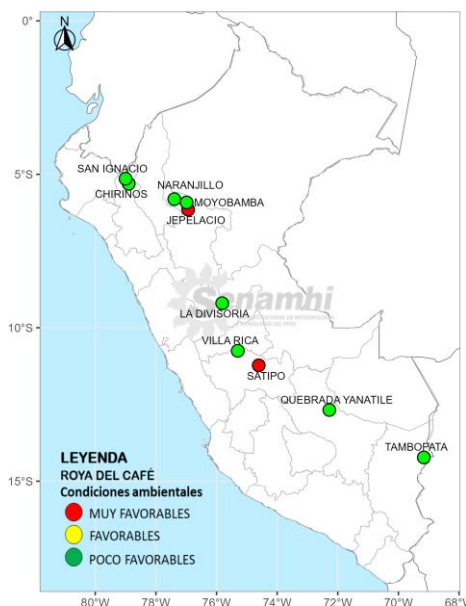 N
0°
SAN IGNACIO
CHIRINOS
NARANJILLO
MOYOBAMBA
JEPELACIO
5°S
Senamhi
LA DIVISORIA
10°S
VILLA RICA
SATIPO
QUEBRADA YANATILE
TAMBOPATA
15°S
LEYENDA
ROYA DEL CAFÉ
Condiciones ambientales
MUY FAVORABLES
FAVORABLES
POCO FAVORABLES
80°W 78°W 76°W 74°W 72°W 70°W 68°W